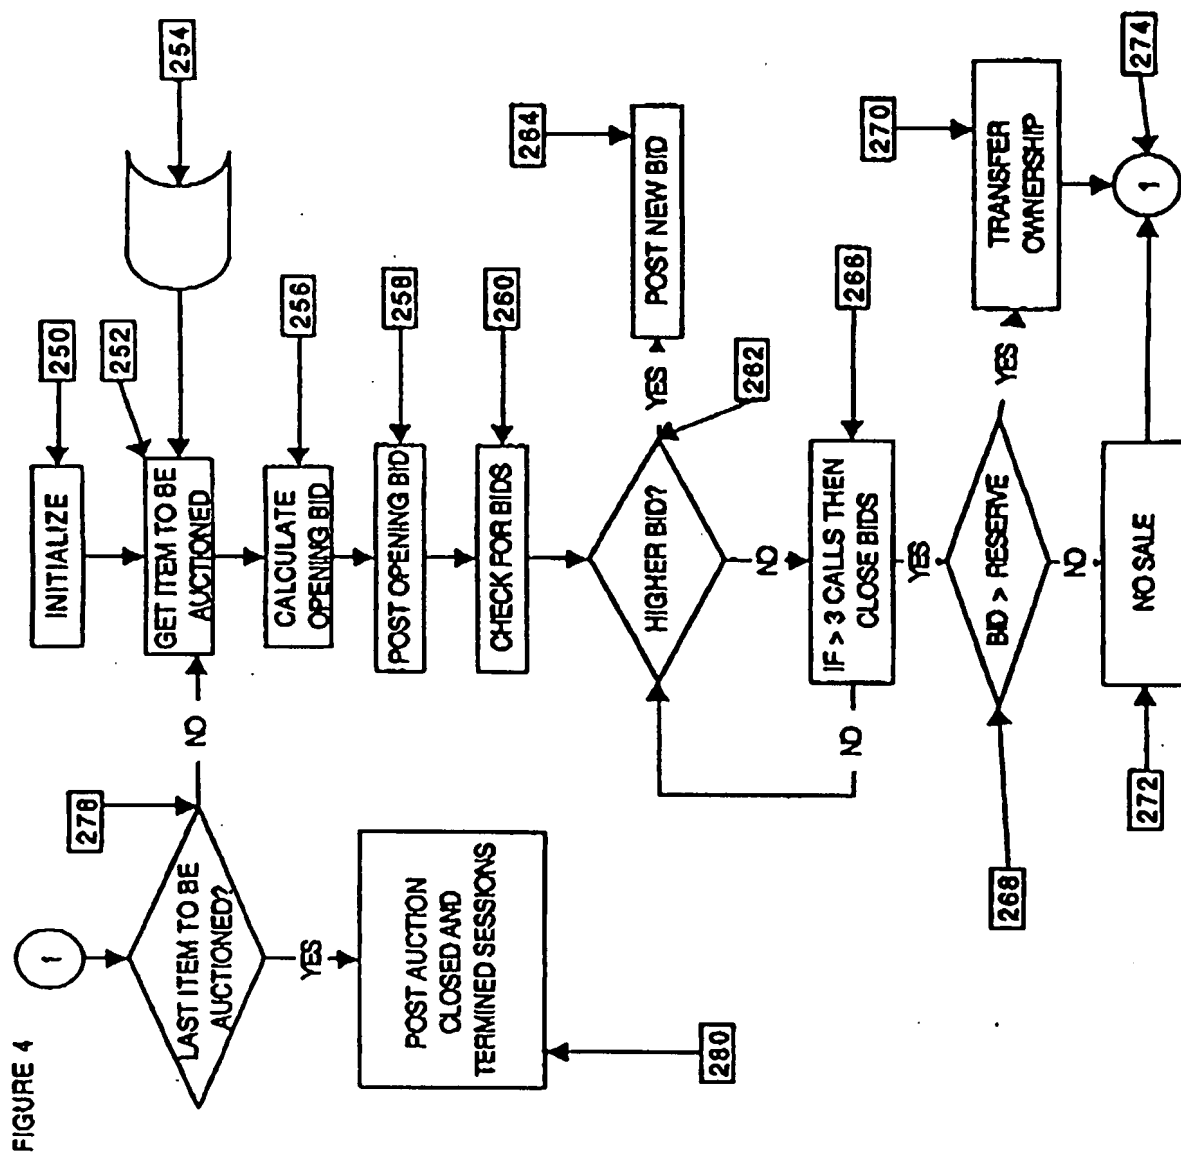 FIGURE 4
1
LAST ITEM TO BE
AUCTIONED?
278
NO
YES
POST AUCTION
CLOSED AND
TERMINED SESSIONS
280
INITIALIZE
250
252
GET ITEM TO BE
AUCTIONED
254
CALCULATE
OPENING BID
256
POST OPENING BID
258
CHECK FOR BIDS
260
HIGHER BID?
262
YES
POST NEW BID
264
NO
IF > 3 CALLS THEN
CLOSE BIDS
266
NO
YES
BID > RESERVE
268
YES
TRANSFER
OWNERSHIP
270
NO
NO SALE
272
1
274